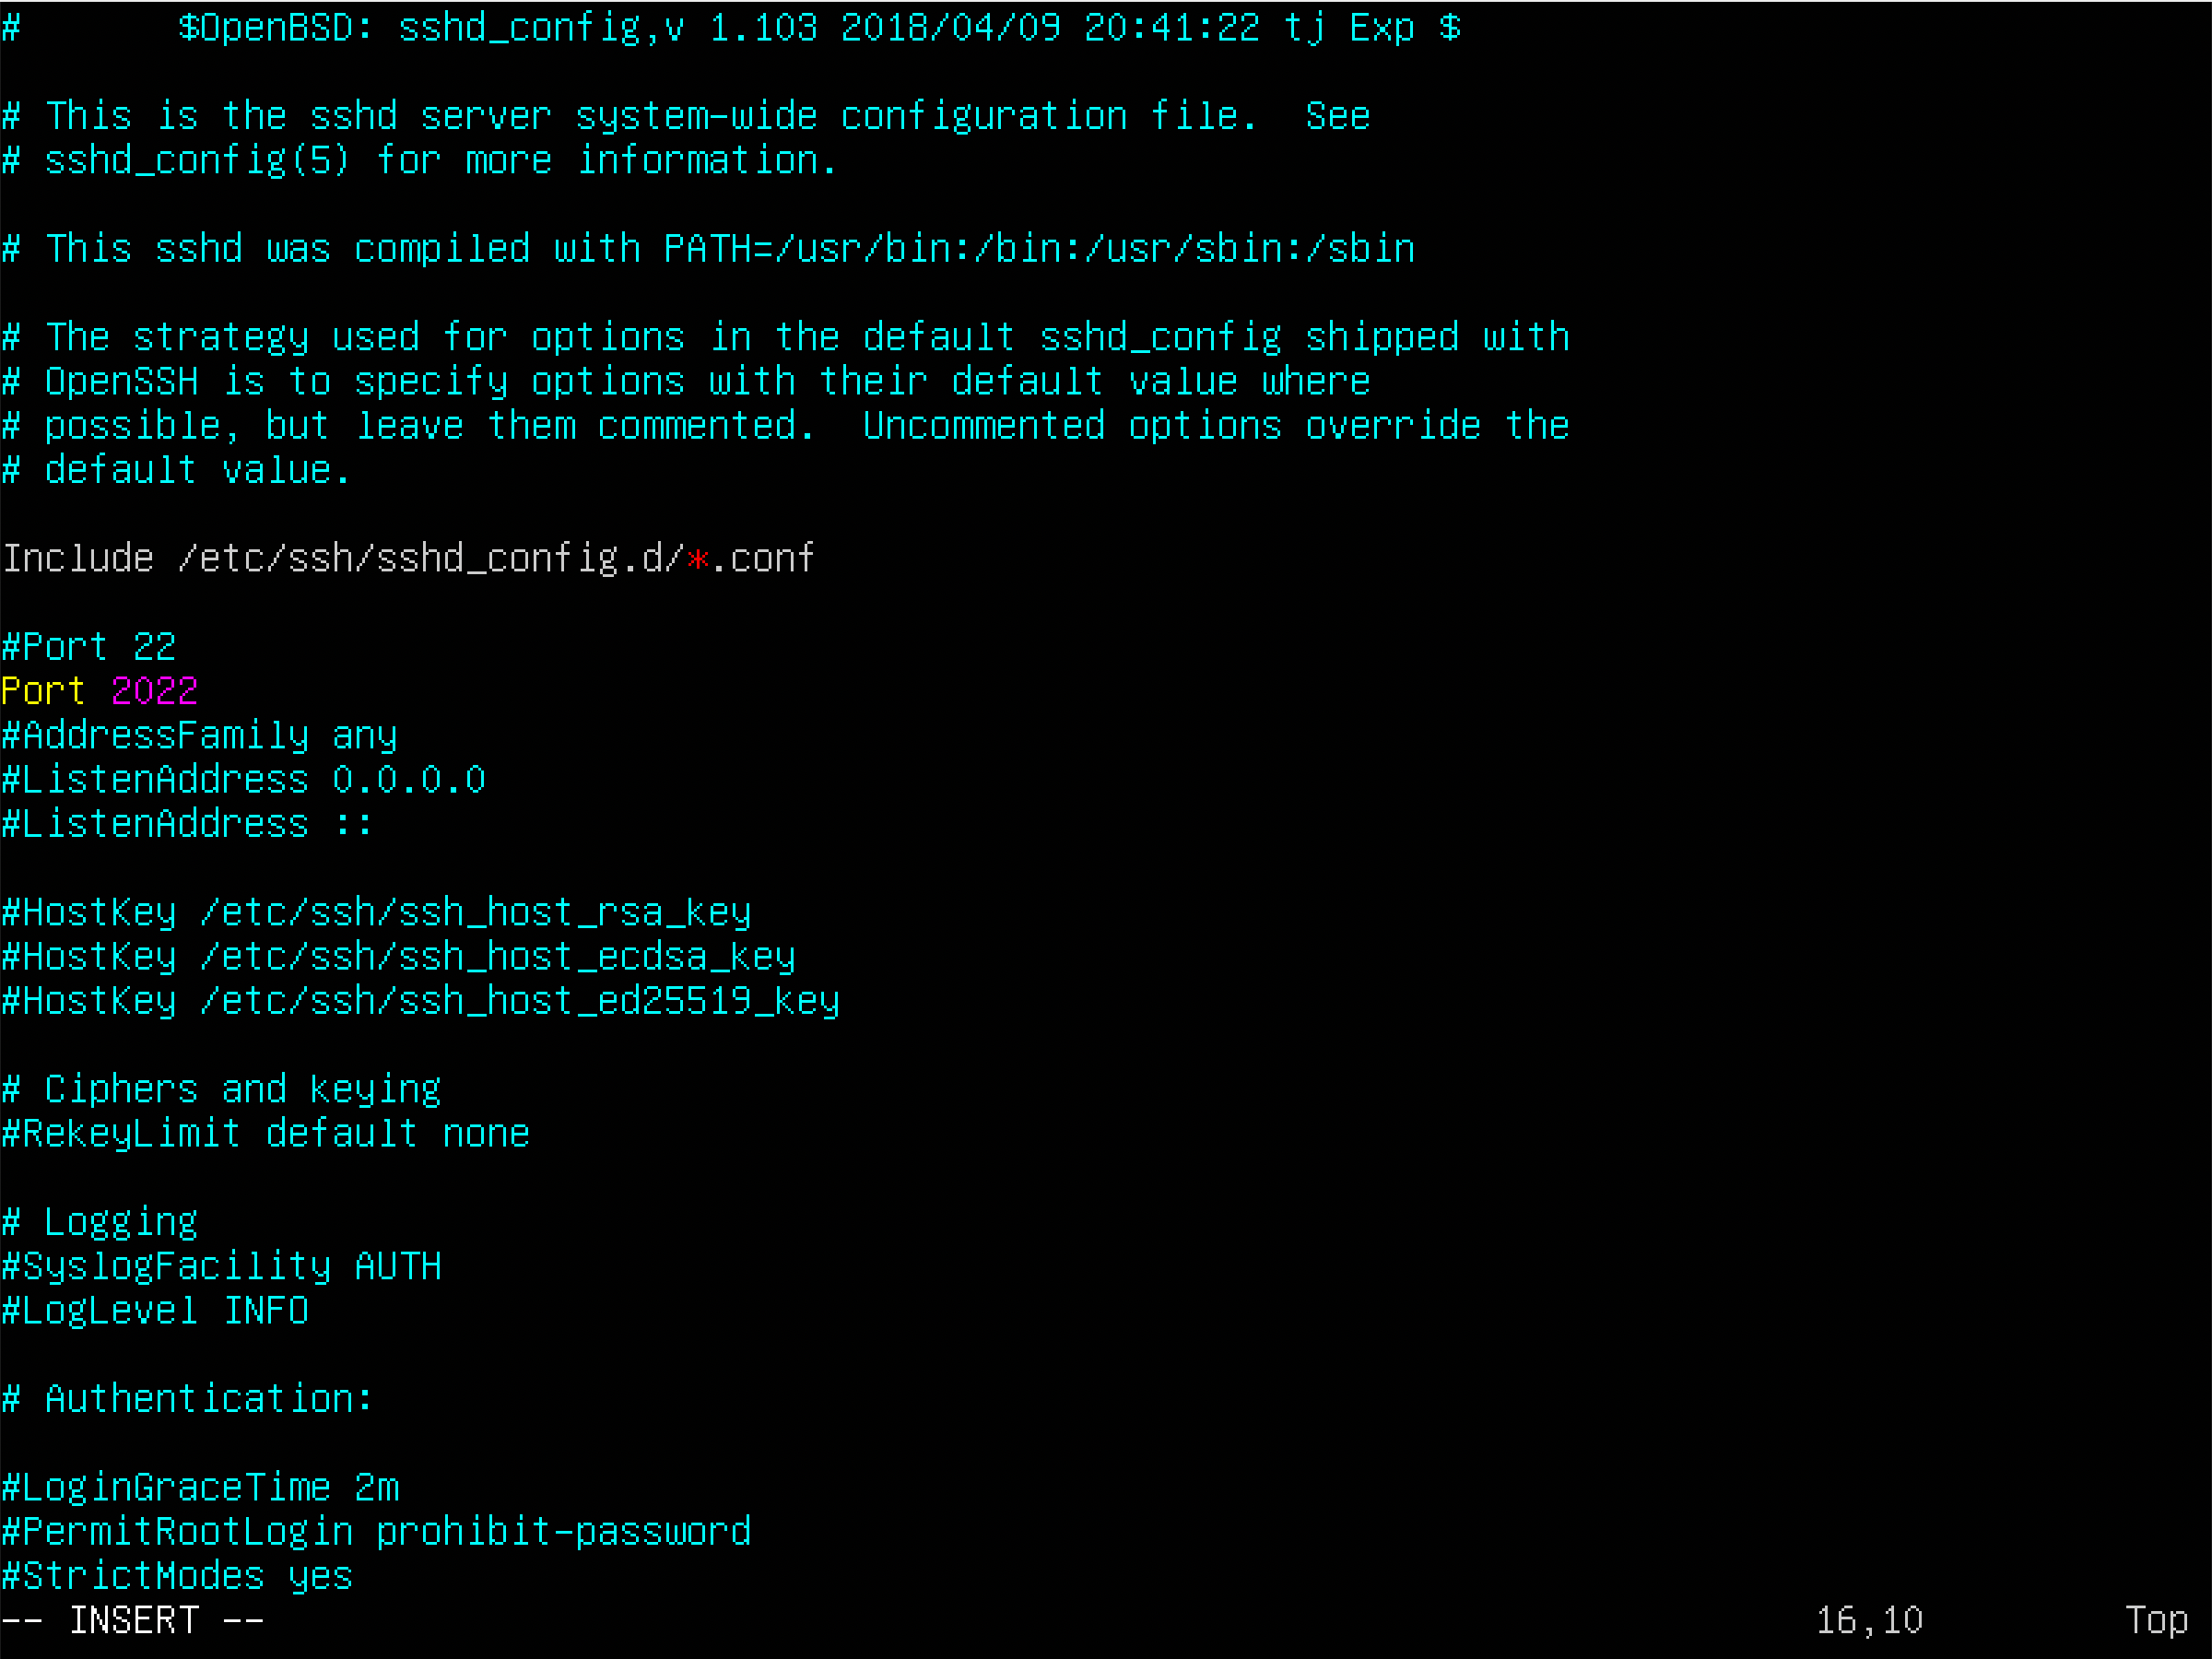 #       $OpenBSD: sshd_config,v 1.103 2018/04/09 20:41:22 tj Exp $
# This is the sshd server system-wide configuration file.  See
# sshd_config(5) for more information.
# This sshd was compiled with PATH=/usr/bin:/bin:/usr/sbin:/sbin
# The strategy used for options in the default sshd_config shipped with
# OpenSSH is to specify options with their default value where
# possible, but leave them commented.  Uncommented options override the
# default value.
Include /etc/ssh/sshd_config.d/*.conf
#Port 22
Port 2022
#AddressFamily any
#ListenAddress 0.0.0.0
#ListenAddress ::
#HostKey /etc/ssh/ssh_host_rsa_key
#HostKey /etc/ssh/ssh_host_ecdsa_key
#HostKey /etc/ssh/ssh_host_ed25519_key
# Ciphers and keying
#RekeyLimit default none
# Logging
#SyslogFacility AUTH
#LogLevel INFO
# Authentication:
#LoginGraceTime 2m
#PermitRootLogin prohibit-password
#StrictModes yes
-- INSERT --                                                                       16,10         Top